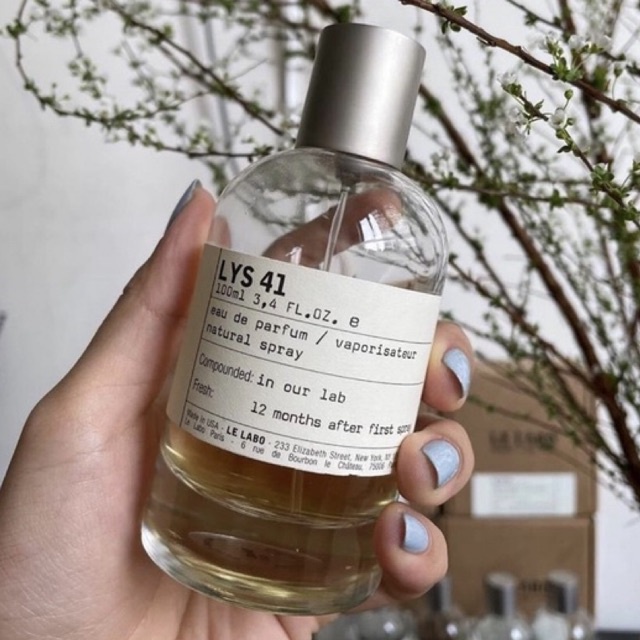 LYS 41
100ml 3,4 FL.OZ. e
eau de parfum / vaporisateur
natural spray
Compounded: in our lab
Fresh: 12 months after first spray
Made in USA - LE LABO - 233 Elizabeth Street, New York, NY
Le Labo Paris - 6 rue de Bourbon le Château, 75006